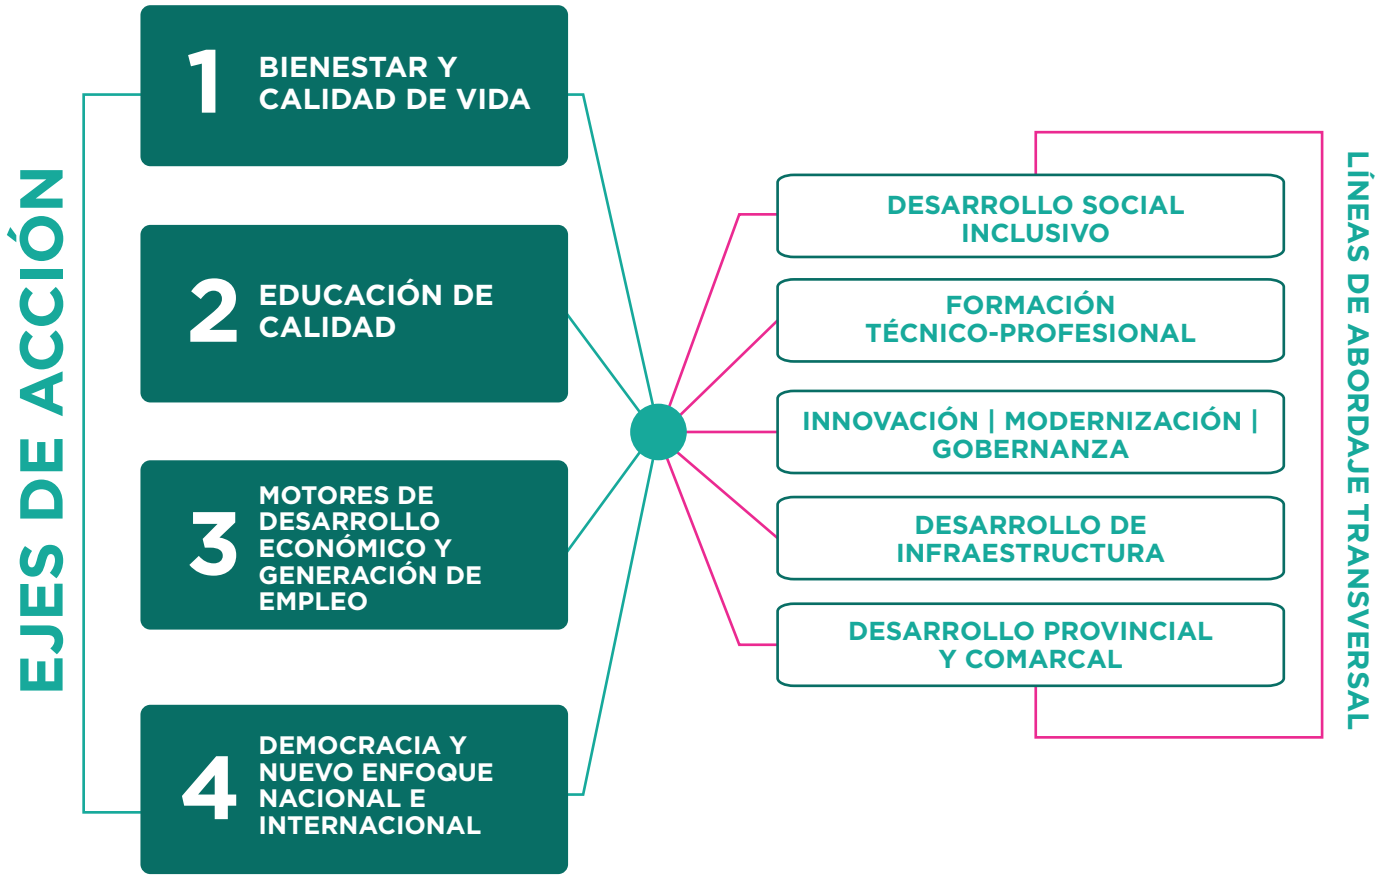 EJES DE ACCIÓN
1
BIENESTAR Y
CALIDAD DE VIDA
2
EDUCACIÓN DE
CALIDAD
3
MOTORES DE
DESARROLLO
ECONÓMICO Y
GENERACIÓN DE
EMPLEO
4
DEMOCRACIA Y
NUEVO ENFOQUE
NACIONAL E
INTERNACIONAL
DESARROLLO SOCIAL
INCLUSIVO
FORMACIÓN
TÉCNICO-PROFESIONAL
INNOVACIÓN | MODERNIZACIÓN |
GOBERNANZA
DESARROLLO DE
INFRAESTRUCTURA
DESARROLLO PROVINCIAL
Y COMARCAL
LÍNEAS DE ABORDAJE TRANSVERSAL